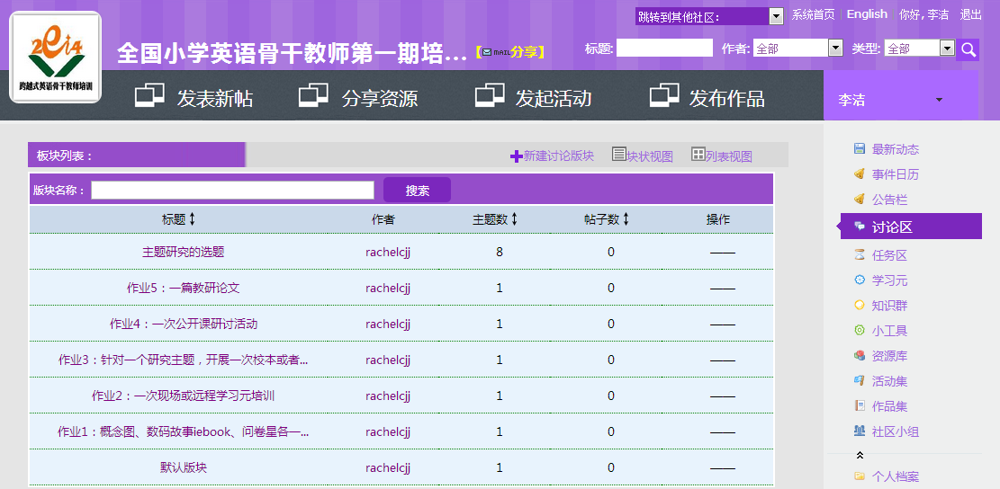 跳转到其他社区:
系统首页 English 你好, 李洁 退出
2ei4
跨越式英语骨干教师培训
全国小学英语骨干教师第一期培... 【MAIL分享】
标题: 作者: 全部 类型: 全部
发表新帖 分享资源 发起活动 发布作品
李洁
板块列表：
新建讨论版块 块状视图 列表视图
版块名称： 搜索
标题 作者 主题数 帖子数 操作
主题研究的选题 rachelcjj 8 0 ——
作业5：一篇教研论文 rachelcjj 1 0 ——
作业4：一次公开课研讨活动 rachelcjj 1 0 ——
作业3：针对一个研究主题，开展一次校本或者... rachelcjj 1 0 ——
作业2：一次现场或远程学习元培训 rachelcjj 1 0 ——
作业1：概念图、数码故事iebook、问卷星各一... rachelcjj 1 0 ——
默认版块 rachelcjj 1 0 ——
最新动态
事件日历
公告栏
讨论区
任务区
学习元
知识群
小工具
资源库
活动集
作品集
社区小组
个人档案